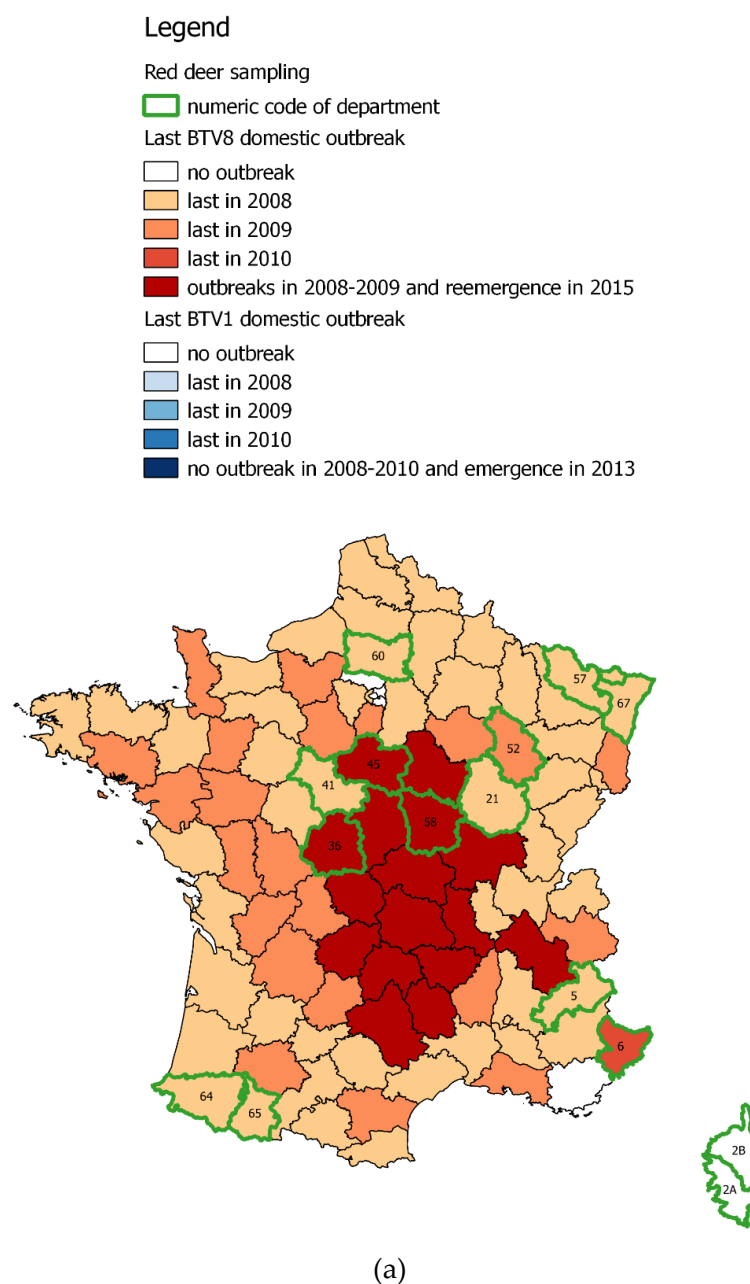 Legend
Red deer sampling
numeric code of department
Last BTV8 domestic outbreak
no outbreak
last in 2008
last in 2009
last in 2010
outbreaks in 2008-2009 and reemergence in 2015
Last BTV1 domestic outbreak
no outbreak
last in 2008
last in 2009
last in 2010
no outbreak in 2008-2010 and emergence in 2013
60
57
67
52
45
41
21
58
36
5
6
64
65
2B
2A
(a)